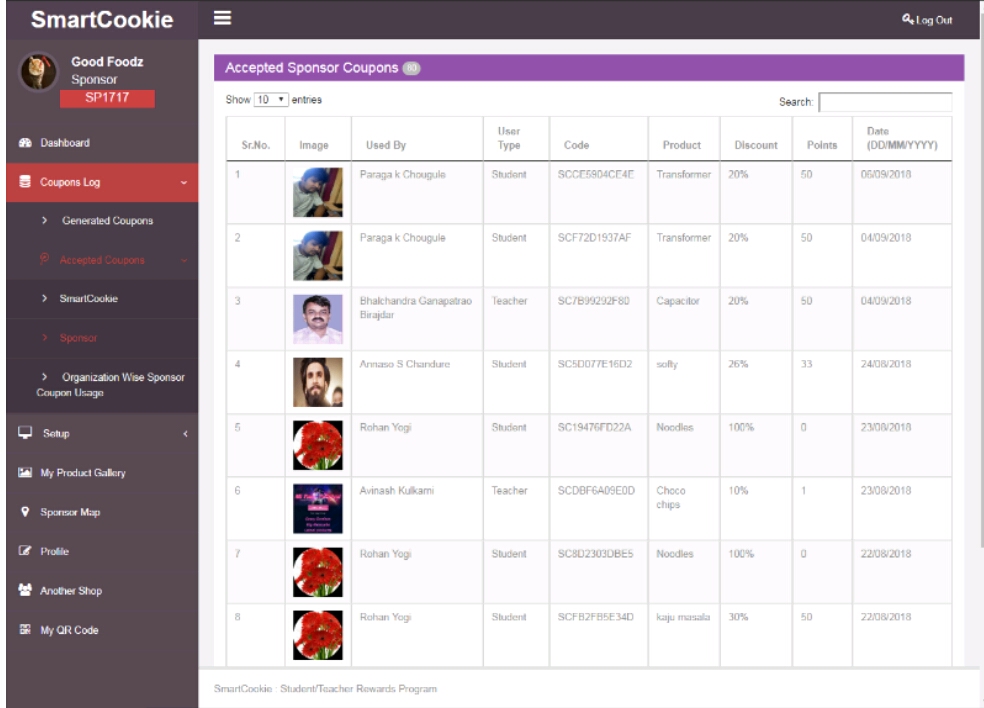 SmartCookie
Log Out
Good Foodz
Sponsor
SP1717
Dashboard
Coupons Log
Generated Coupons
Accepted Coupons
SmartCookie
Sponsor
Organization Wise Sponsor
Coupon Usage
Setup
My Product Gallery
Sponsor Map
Profile
Another Shop
My QR Code
Accepted Sponsor Coupons
Show 10 entries
Search:
Sr.No. Image Used By User Type Code Product Discount Points Date (DD/MM/YYYY)
1 Paraga k Chougule Student SCCE5904CE4E Transformer 20% 50 06/09/2018
2 Paraga k Chougule Student SCF72D1937AF Transformer 20% 50 04/09/2018
3 Bhalchandra Ganapatrao Birajdar Teacher SC7B99292F80 Capacitor 20% 50 04/09/2018
4 Annaso S Chandure Student SC5D077E16D2 softy 26% 33 24/08/2018
5 Rohan Yogi Student SC19476FD22A Noodles 100% 0 23/08/2018
6 Avinash Kulkarni Teacher SCDBF6A09E0D Choco chips 10% 1 23/08/2018
7 Rohan Yogi Student SC8D2303DBE5 Noodles 100% 0 22/08/2018
8 Rohan Yogi Student SCFB2FB5E34D kaju masala 30% 50 22/08/2018
SmartCookie : Student/Teacher Rewards Program